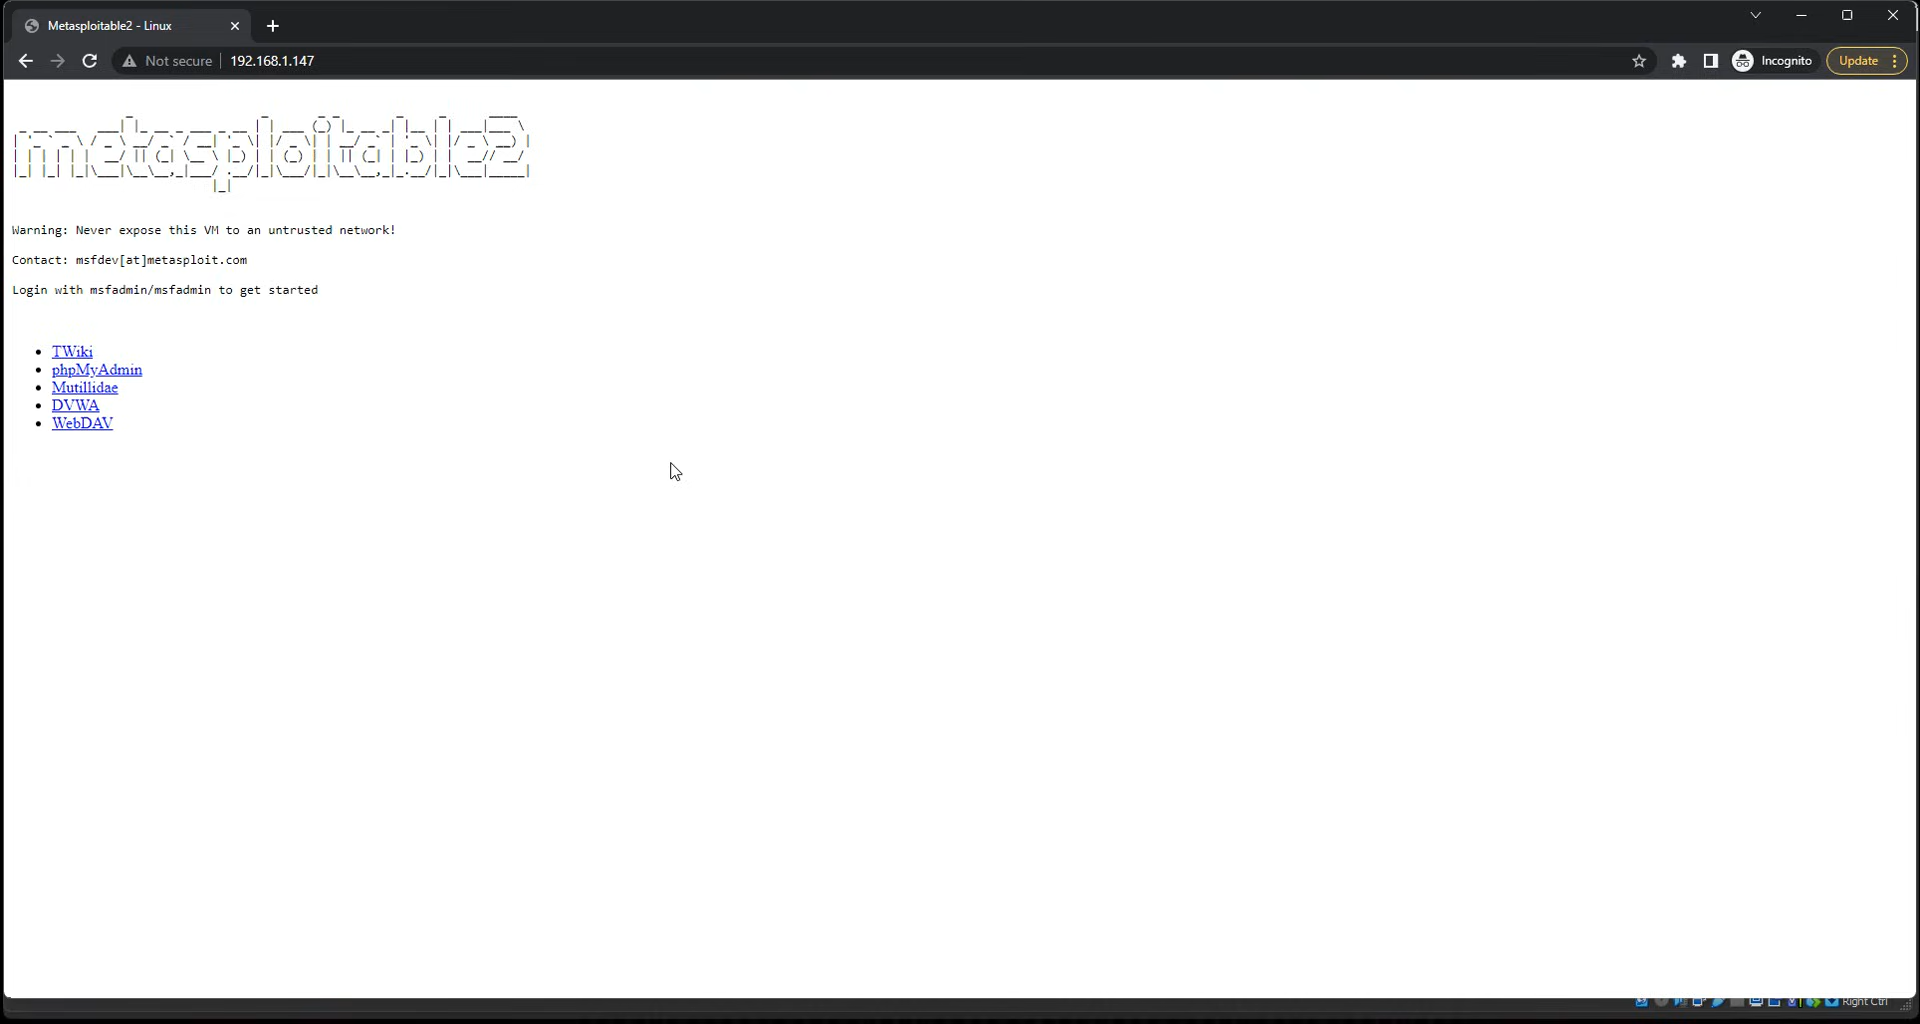 Metasploitable2 - Linux
Not secure
192.168.1.147
Incognito
Update
metasploitable2
Warning: Never expose this VM to an untrusted network!
Contact: msfdev[at]metasploit.com
Login with msfadmin/msfadmin to get started
TWiki
phpMyAdmin
Mutillidae
DVWA
WebDAV
Right Ctrl